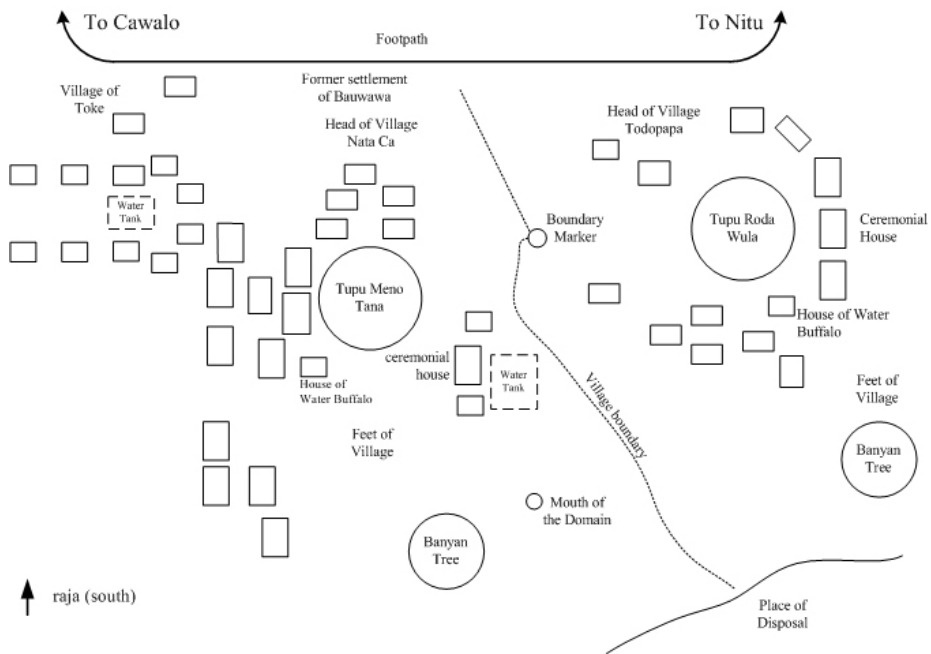 To Cawalo
To Nitu
Footpath
Village of
Toke
Former settlement
of Bauwawa
Head of Village
Nata Ca
Head of Village
Todopapa
Water
Tank
Boundary
Marker
Tupu Roda
Wula
Ceremonial
House
Tupu Meno
Tana
House of Water
Buffalo
ceremonial
house
Water
Tank
House of
Water Buffalo
Village boundary
Feet of
Village
Feet of
Village
Banyan
Tree
Mouth of
the Domain
Banyan
Tree
raja (south)
Place of
Disposal